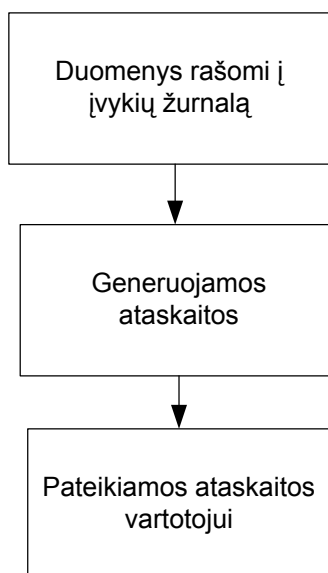 Duomenys rašomi į
įvykių žurnalą
Generuojamos
ataskaitos
Pateikiamos ataskaitos
vartotojui